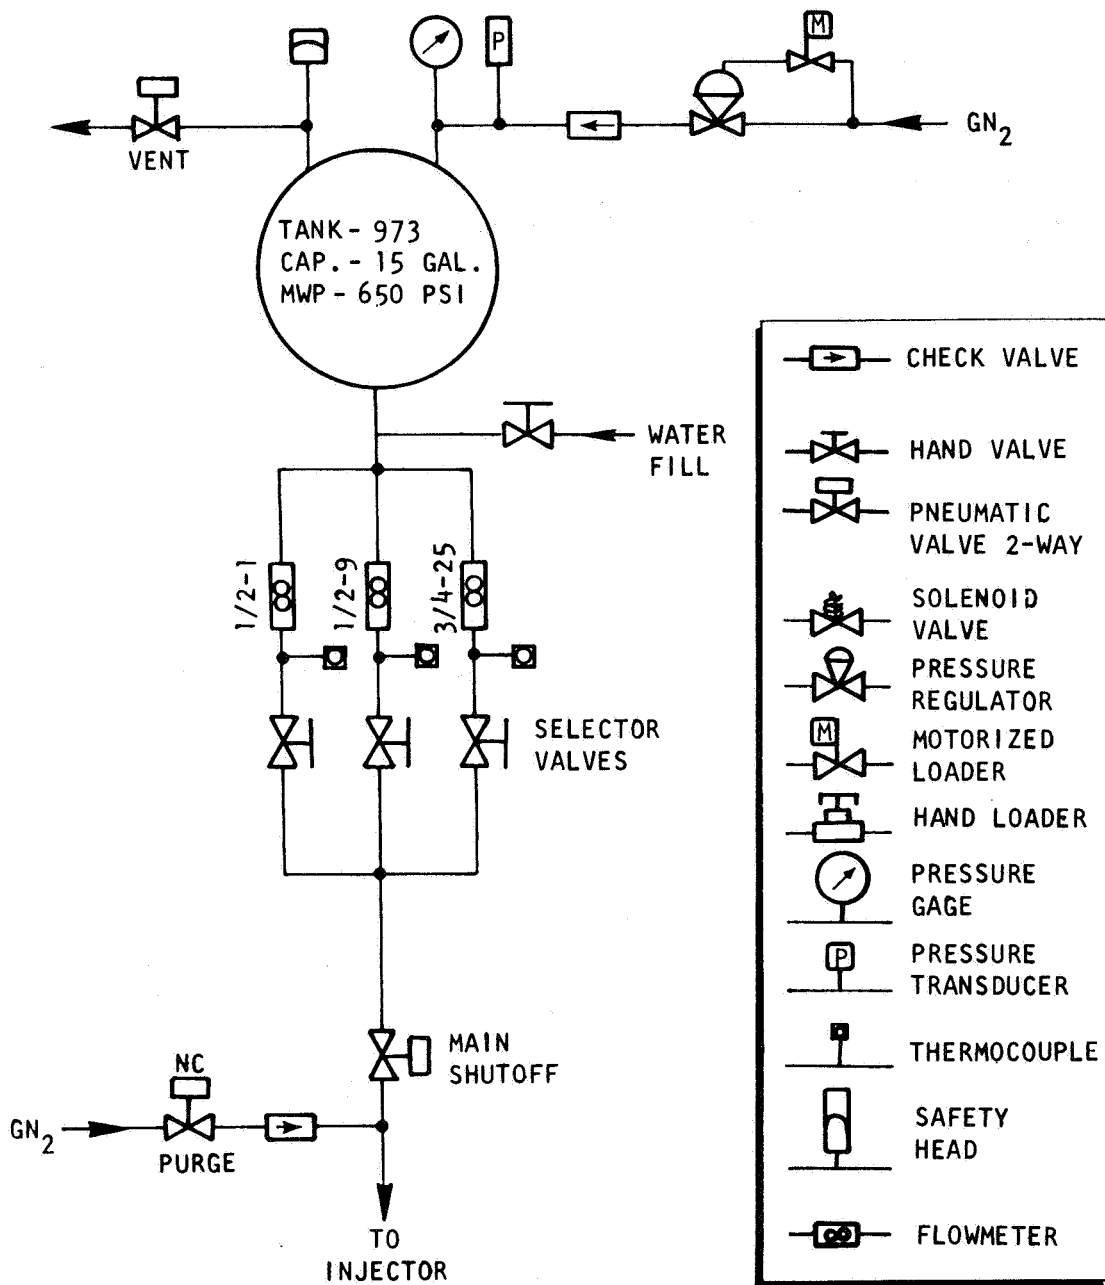 M
P
GN2
VENT
TANK- 973
CAP. - 15 GAL.
MWP - 650 PSI
WATER
FILL
1/2-1
1/2-9
3/4-25
SELECTOR
VALVES
MAIN
SHUTOFF
NC
GN2
PURGE
TO
INJECTOR
CHECK VALVE
HAND VALVE
PNEUMATIC
VALVE 2-WAY
SOLENOID
VALVE
PRESSURE
REGULATOR
M
MOTORIZED
LOADER
HAND LOADER
PRESSURE
GAGE
P
PRESSURE
TRANSDUCER
THERMOCOUPLE
SAFETY
HEAD
FLOWMETER